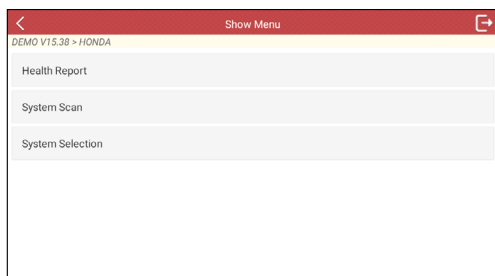 Show Menu
DEMO V15.38 > HONDA
Health Report
System Scan
System Selection